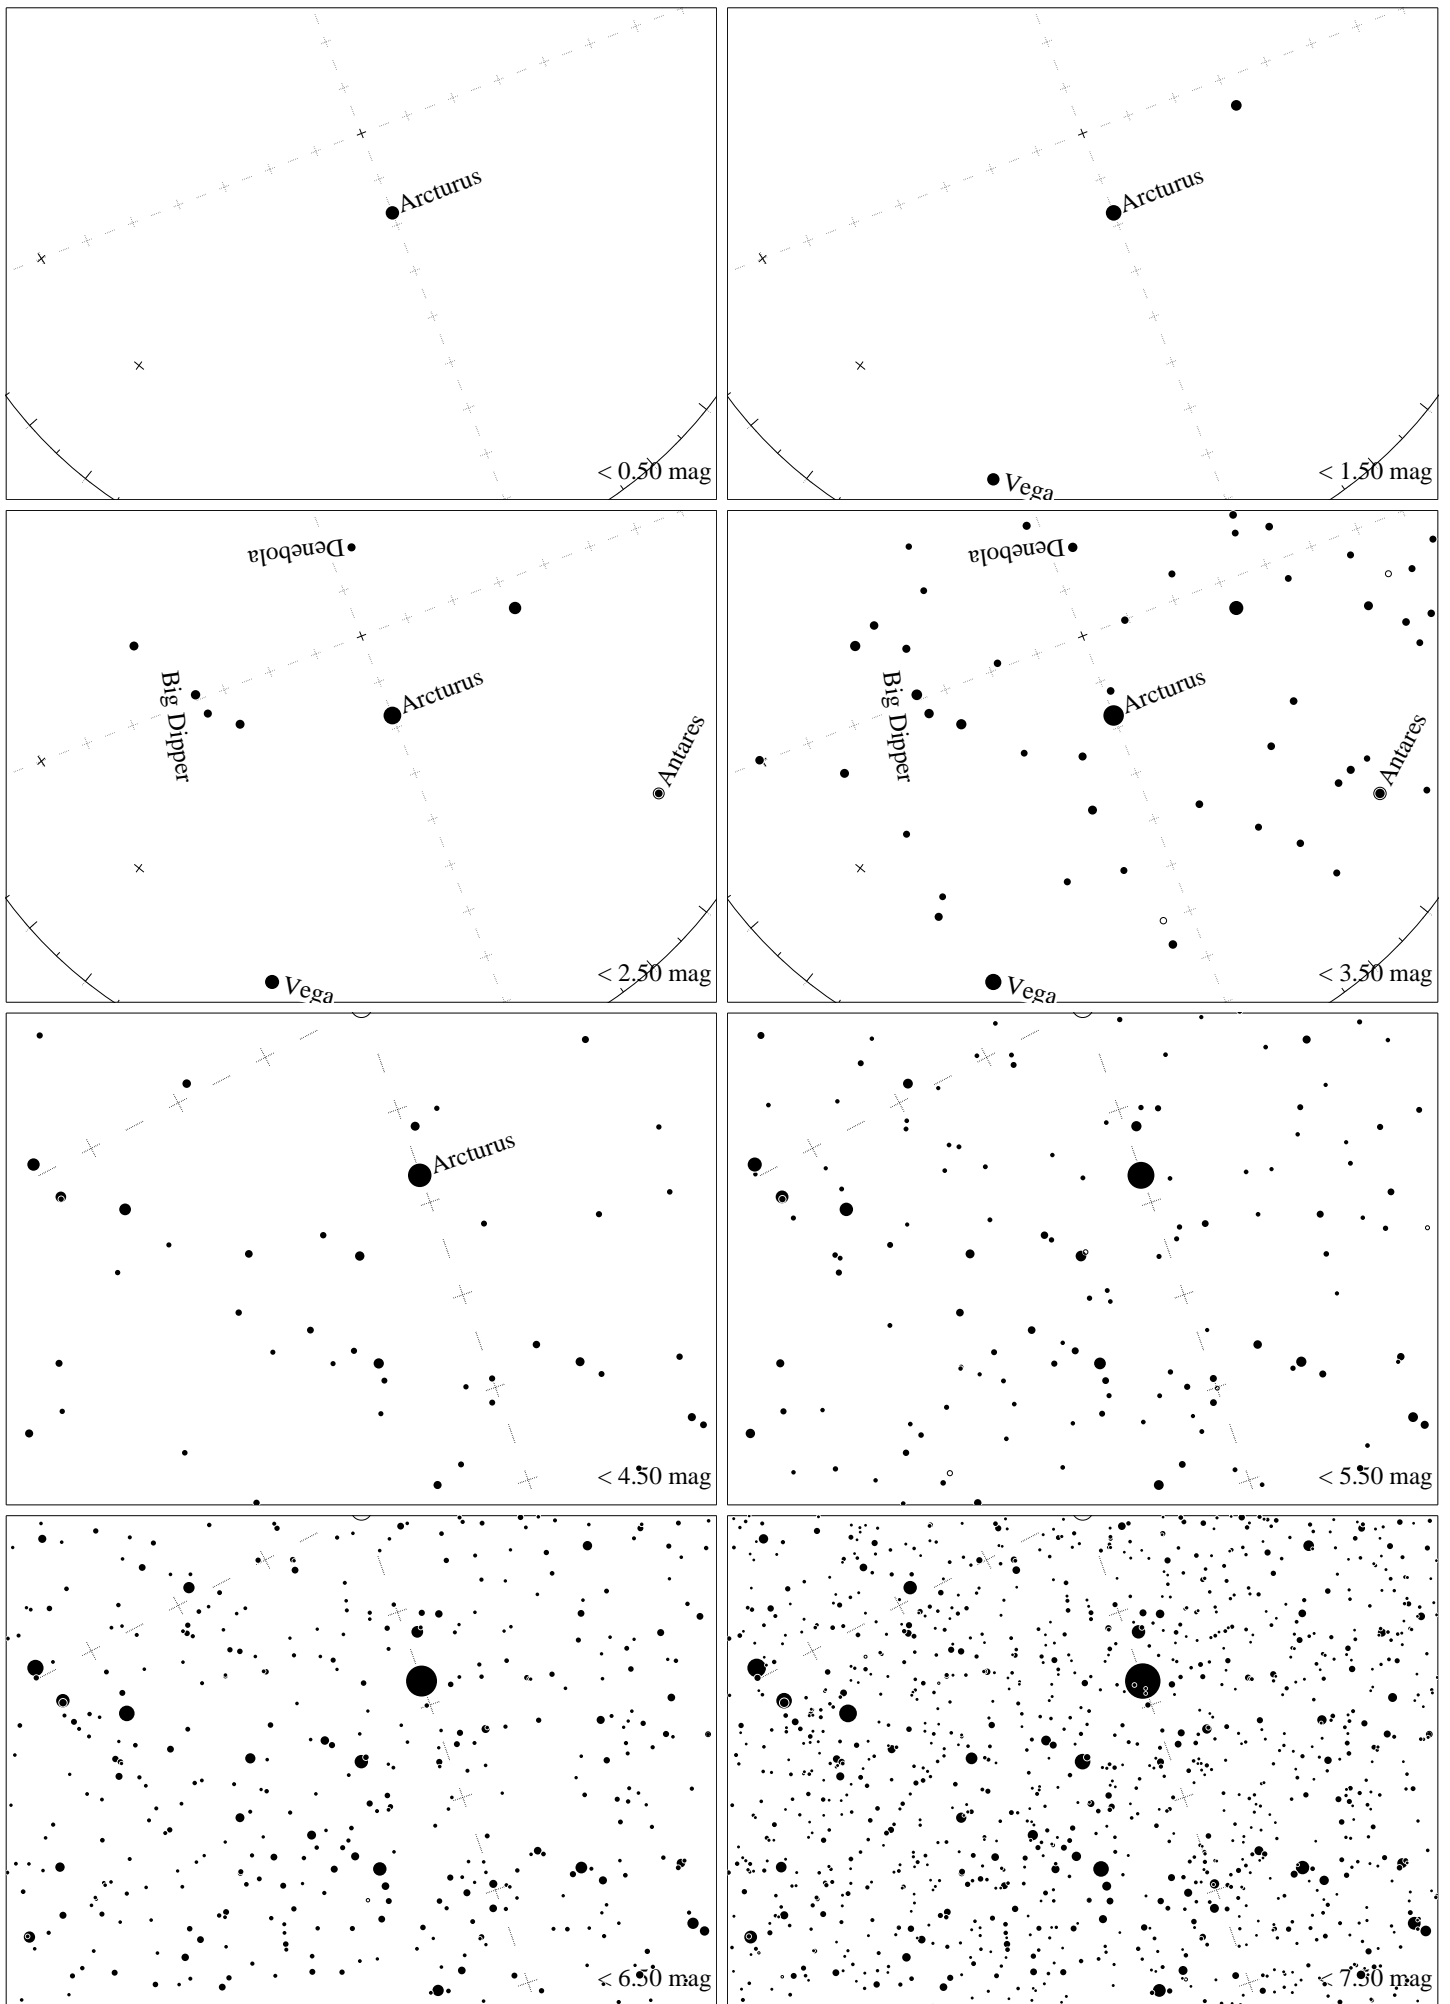 Arcturus
< 0.50 mag
Arcturus
Vega
< 1.50 mag
Denebola
Big Dipper
Arcturus
Antares
Vega
< 2.50 mag
Denebola
Big Dipper
Arcturus
Antares
Vega
< 3.50 mag
Arcturus
< 4.50 mag
< 5.50 mag
< 6.50 mag
< 7.50 mag